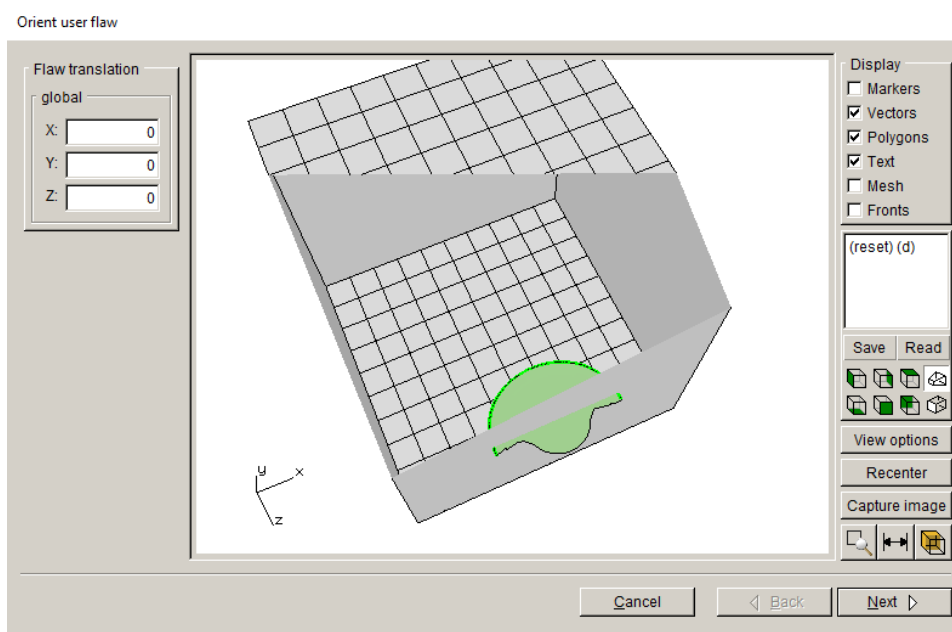 Orient user flaw
Flaw translation
global
X: 0
Y: 0
Z: 0
y
x
z
Display
Markers
Vectors
Polygons
Text
Mesh
Fronts
(reset) (d)
Save Read
View options
Recenter
Capture image
Cancel
Back
Next